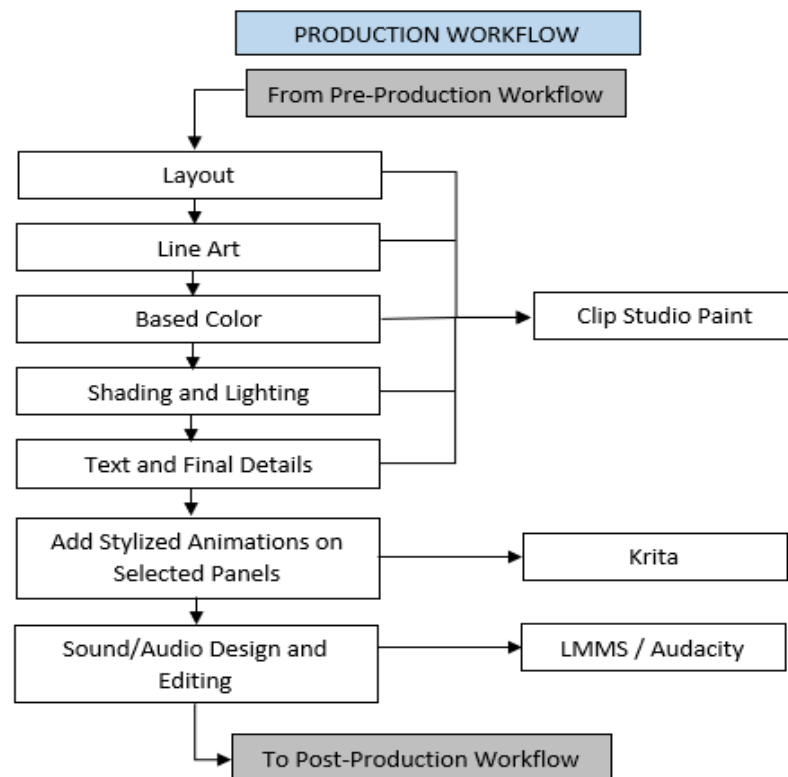 PRODUCTION WORKFLOW
From Pre-Production Workflow
Layout
Line Art
Based Color
Clip Studio Paint
Shading and Lighting
Text and Final Details
Add Stylized Animations on
Selected Panels
Krita
Sound/Audio Design and
Editing
LMMS / Audacity
To Post-Production Workflow